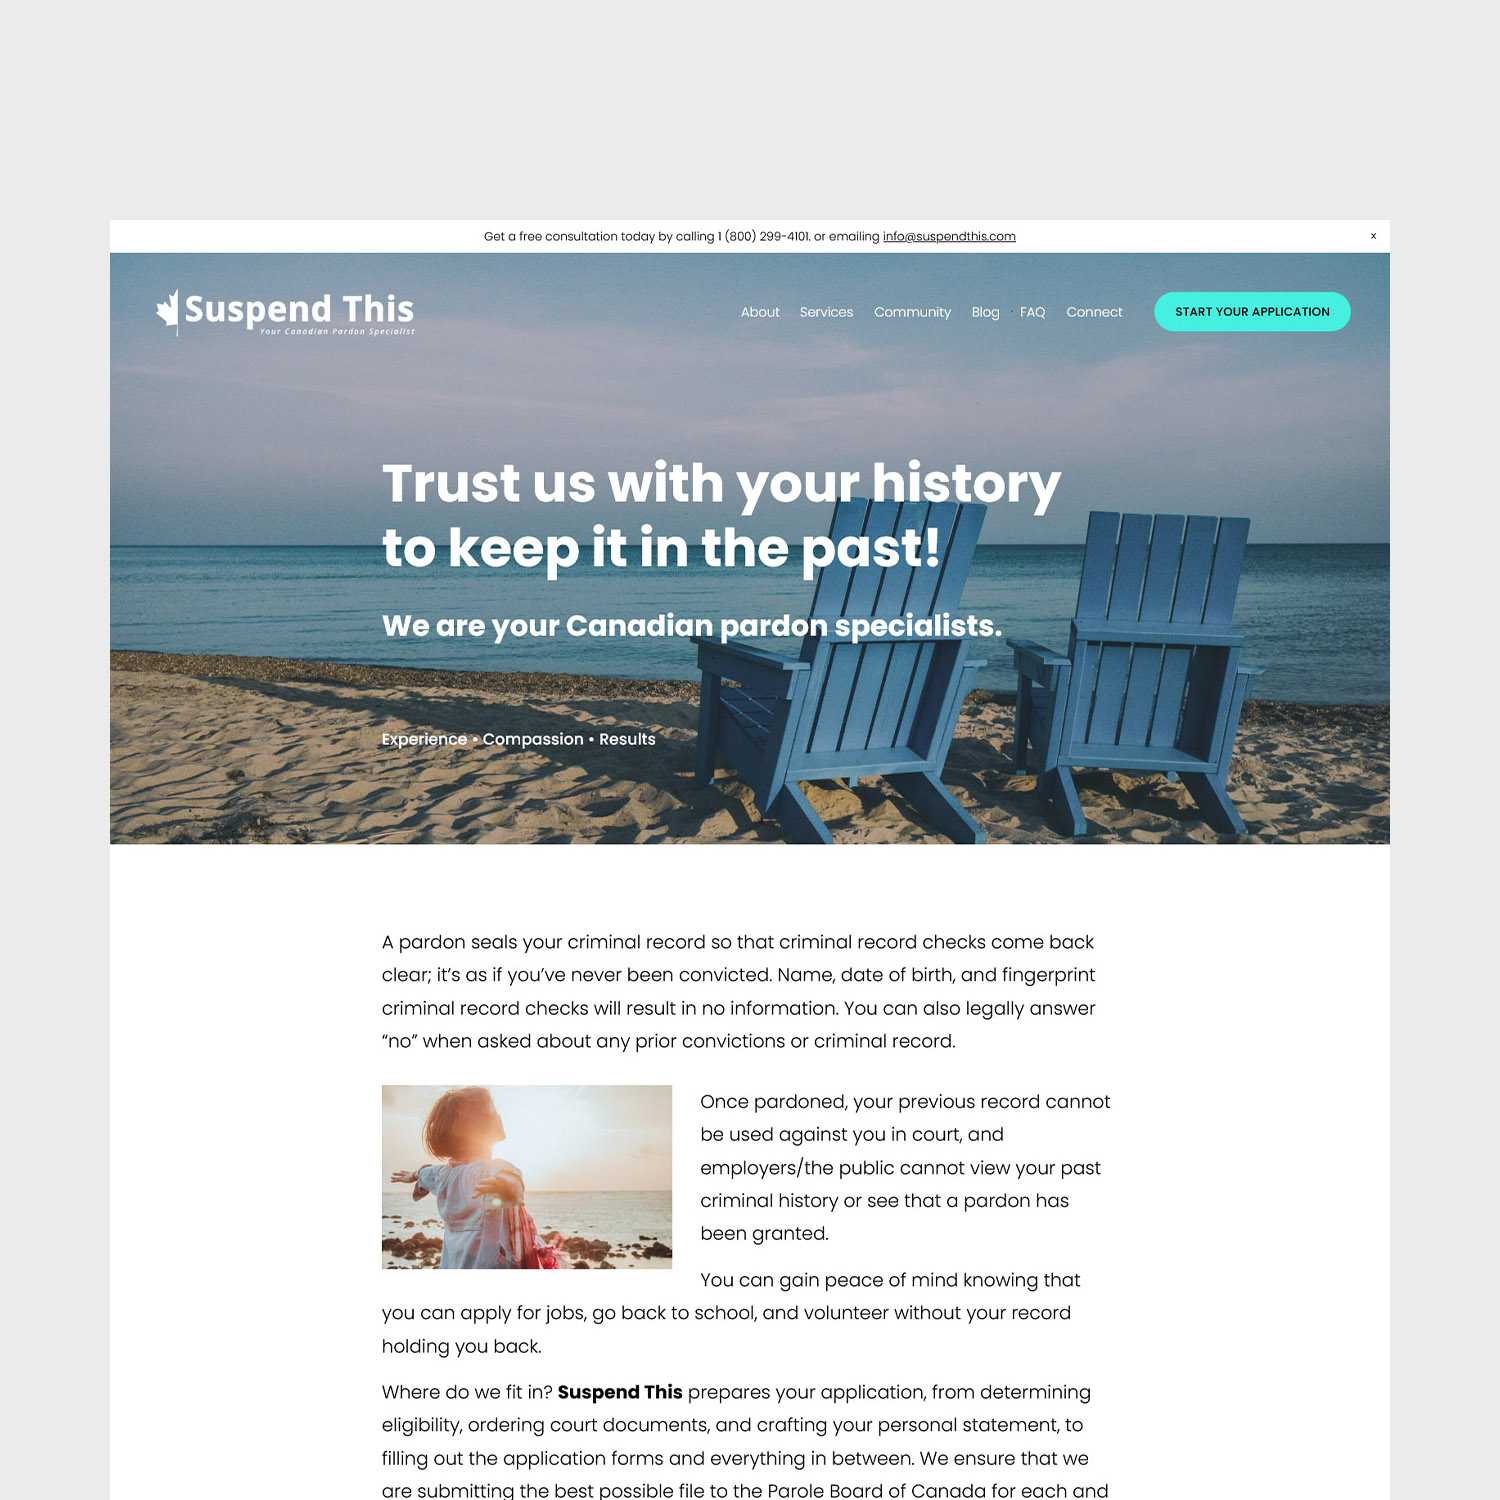 Get a free consultation today by calling 1 (800) 299-4101. or emailing info@suspendthis.com x
Suspend This
Your Canadian Pardon Specialist
About Services Community Blog FAQ Connect START YOUR APPLICATION
Trust us with your history
to keep it in the past!
We are your Canadian pardon specialists.
Experience • Compassion • Results
A pardon seals your criminal record so that criminal record checks come back
clear; it’s as if you’ve never been convicted. Name, date of birth, and fingerprint
criminal record checks will result in no information. You can also legally answer
“no” when asked about any prior convictions or criminal record.
Once pardoned, your previous record cannot
be used against you in court, and
employers/the public cannot view your past
criminal history or see that a pardon has
been granted.
You can gain peace of mind knowing that
you can apply for jobs, go back to school, and volunteer without your record
holding you back.
Where do we fit in? Suspend This prepares your application, from determining
eligibility, ordering court documents, and crafting your personal statement, to
filling out the application forms and everything in between. We ensure that we
are submitting the best possible file to the Parole Board of Canada for each and